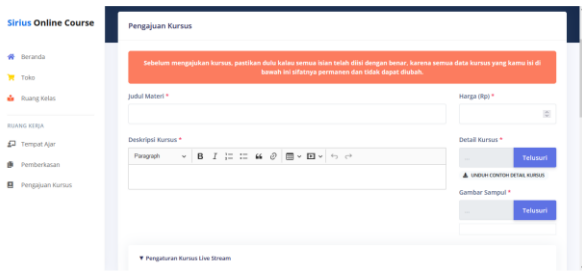 Sirius Online Course
Pengajuan Kursus
Beranda
Toko
Ruang Kelas
RUANG KERJA
Tempat Ajar
Pemberkasan
Pengajuan Kursus
Sebelum mengajukan kursus, pastikan dulu kalau semua isian telah diisi dengan benar, karena semua data kursus yang kamu isi di
bawah ini sifatnya permanen dan tidak dapat diubah.
Judul Materi *
Harga (Rp) *
Deskripsi Kursus *
Paragraph B I
Detail Kursus *
... Telusuri
UNDUH CONTOH DETAIL KURSUS
Gambar Sampul *
... Telusuri
Pengaturan Kursus Live Stream